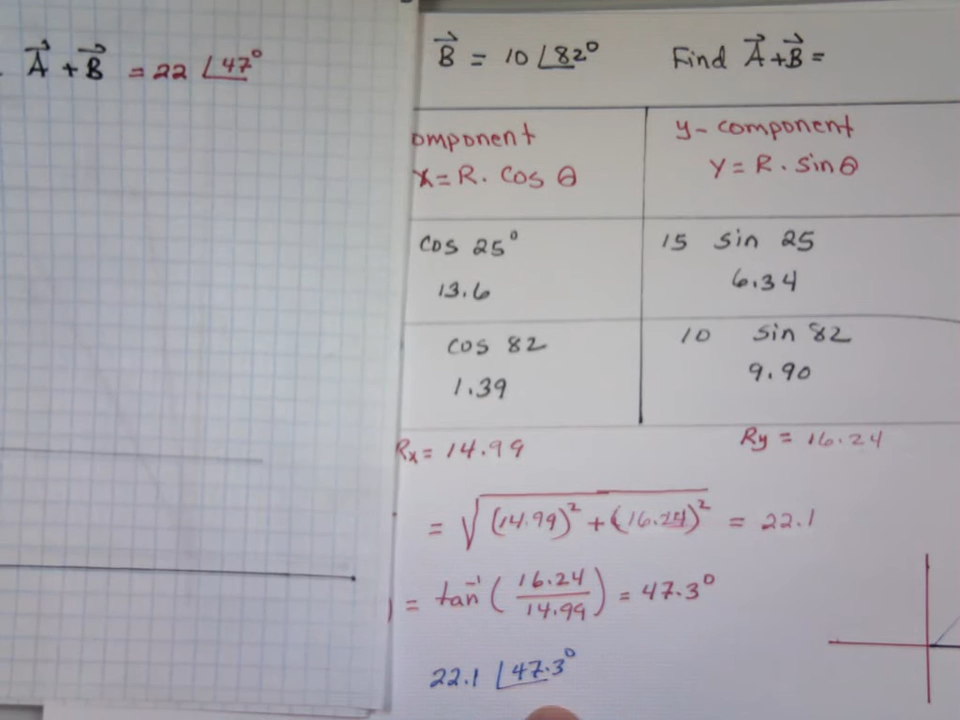 A⃗ + B⃗ = 22 ∠47°
B⃗ = 10 ∠82° Find A⃗+B⃗ =
omponent
x = R. Cos θ
y- component
y = R. sinθ
cos 25°
13.6
15 sin 25
6.34
cos 82
1.39
10 sin 82
9.90
Rx = 14.99
Ry = 16.24
= √(14.99)² + (16.24)² = 22.1
= tan⁻¹ (16.24/14.99) = 47.3°
22.1 ∠47.3°